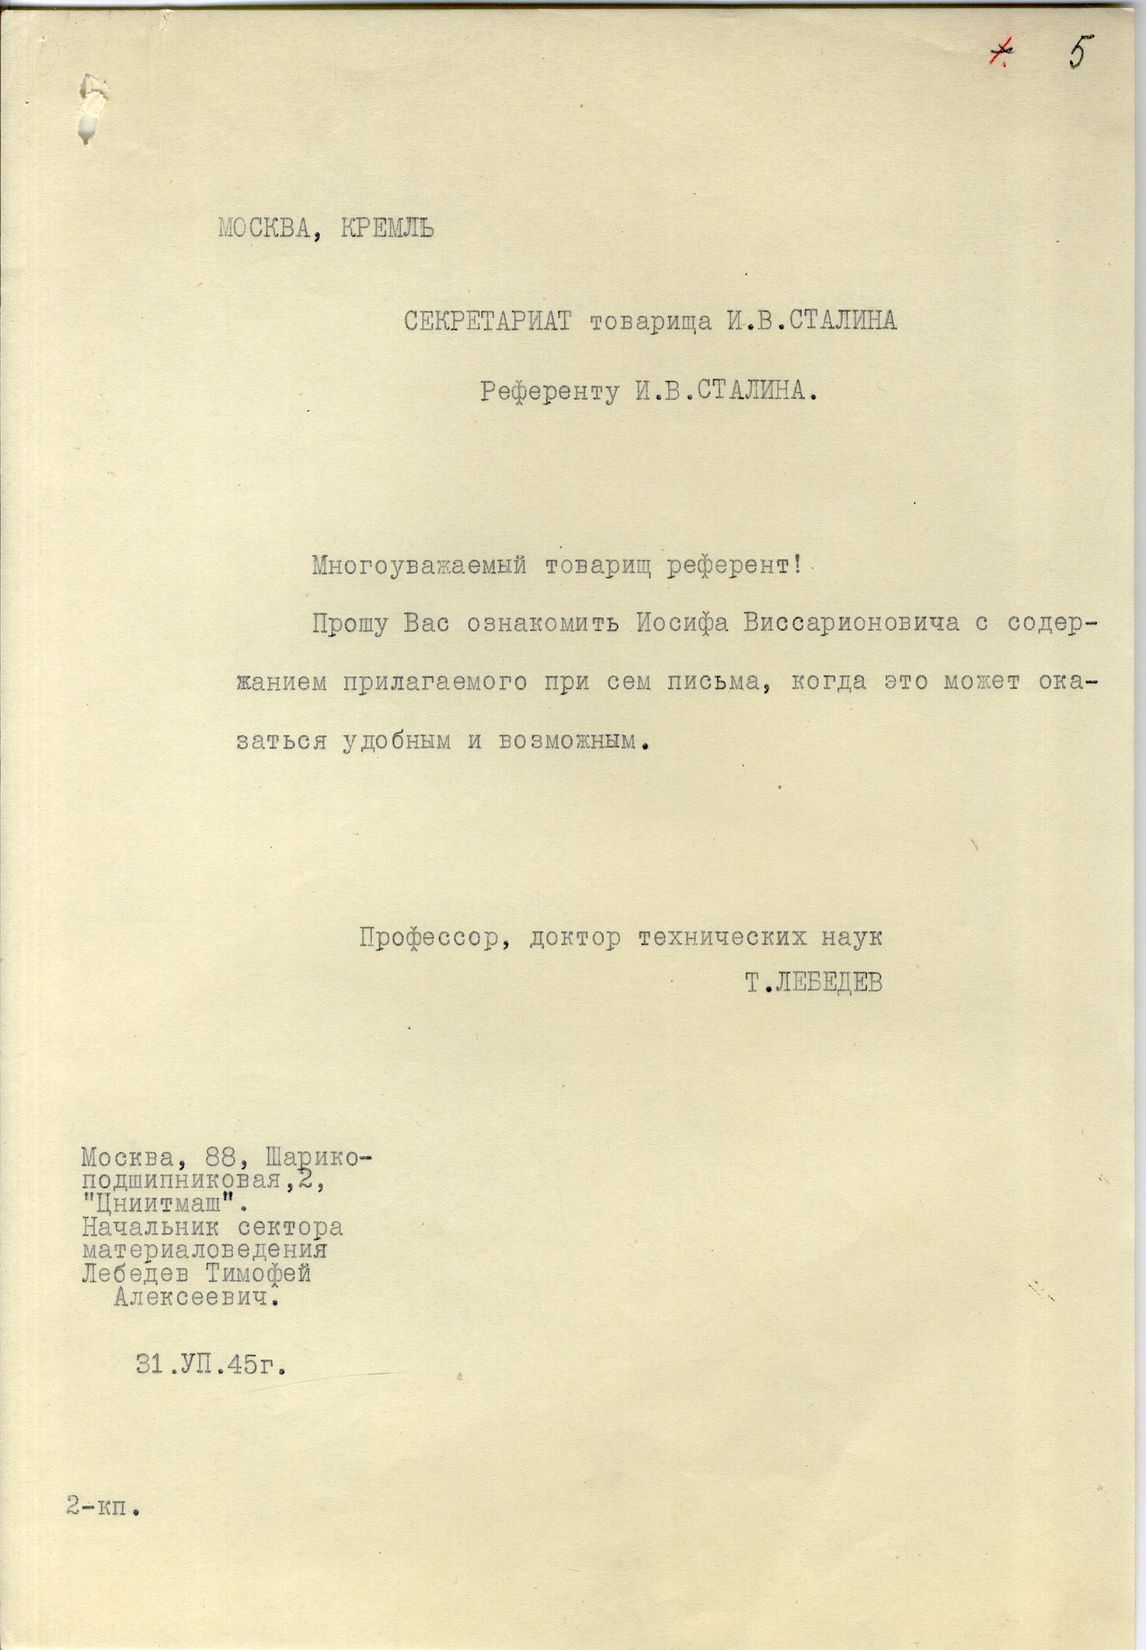 5
МОСКВА, КРЕМЛЬ
СЕКРЕТАРИАТ товарища И.В.СТАЛИНА
Референту И.В.СТАЛИНА.
Многоуважаемый товарищ референт!
Прошу Вас ознакомить Иосифа Виссарионовича с содер-
жанием прилагаемого при сем письма, когда это может ока-
заться удобным и возможным.
Профессор, доктор технических наук
Т.ЛЕБЕДЕВ
Москва, 88, Шарико-
подшипниковая,2,
"Цниитмаш".
Начальник сектора
материаловедения
Лебедев Тимофей
Алексеевич.
31.УП.45г.
2-кп.